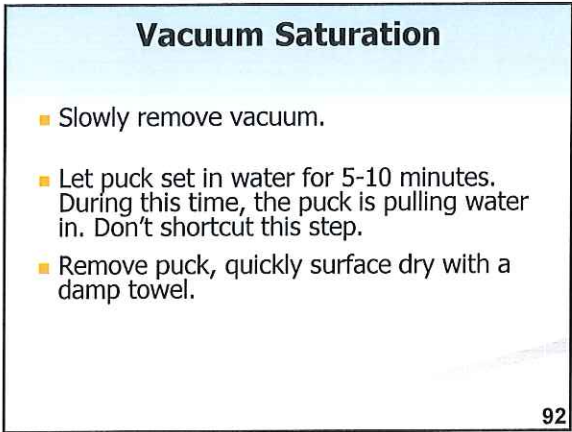 Vacuum Saturation
Slowly remove vacuum.
Let puck set in water for 5-10 minutes.
During this time, the puck is pulling water
in. Don't shortcut this step.
Remove puck, quickly surface dry with a
damp towel.
92